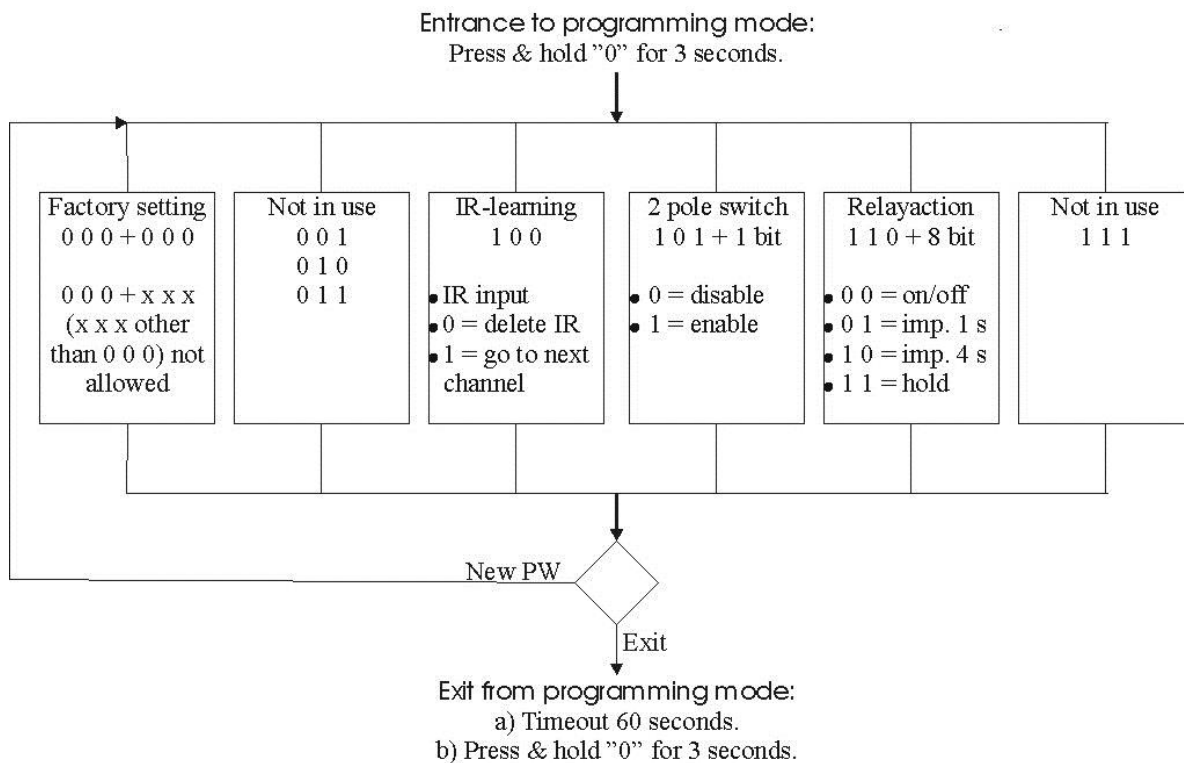 Entrance to programming mode:
Press & hold ”0” for 3 seconds.
Factory setting
0 0 0 + 0 0 0
0 0 0 + x x x
(x x x other
than 0 0 0) not
allowed
Not in use
0 0 1
0 1 0
0 1 1
IR-learning
1 0 0
• IR input
• 0 = delete IR
• 1 = go to next
channel
2 pole switch
1 0 1 + 1 bit
• 0 = disable
• 1 = enable
Relayaction
1 1 0 + 8 bit
• 0 0 = on/off
• 0 1 = imp. 1 s
• 1 0 = imp. 4 s
• 1 1 = hold
Not in use
1 1 1
New PW
Exit
Exit from programming mode:
a) Timeout 60 seconds.
b) Press & hold ”0” for 3 seconds.